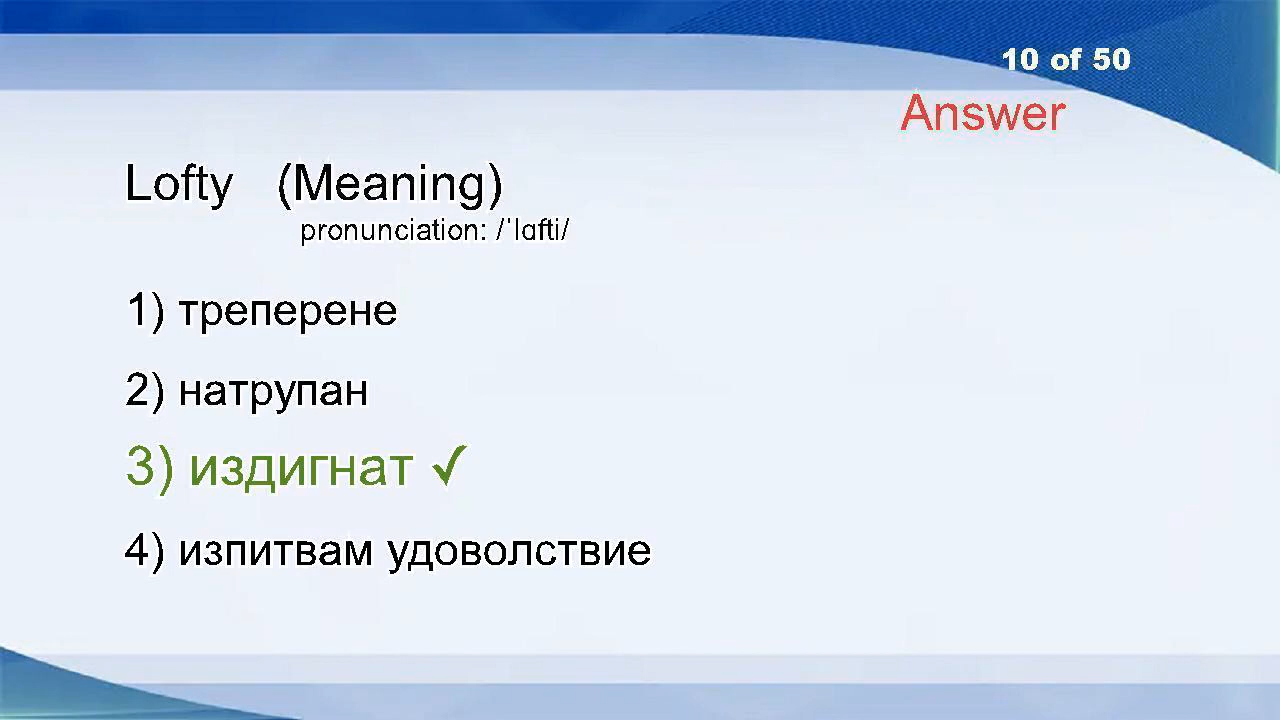 10 of 50
Answer
Lofty (Meaning)
pronunciation: /ˈlɑfti/
1) треперене
2) натрупан
3) издигнат ✓
4) изпитвам удоволствие